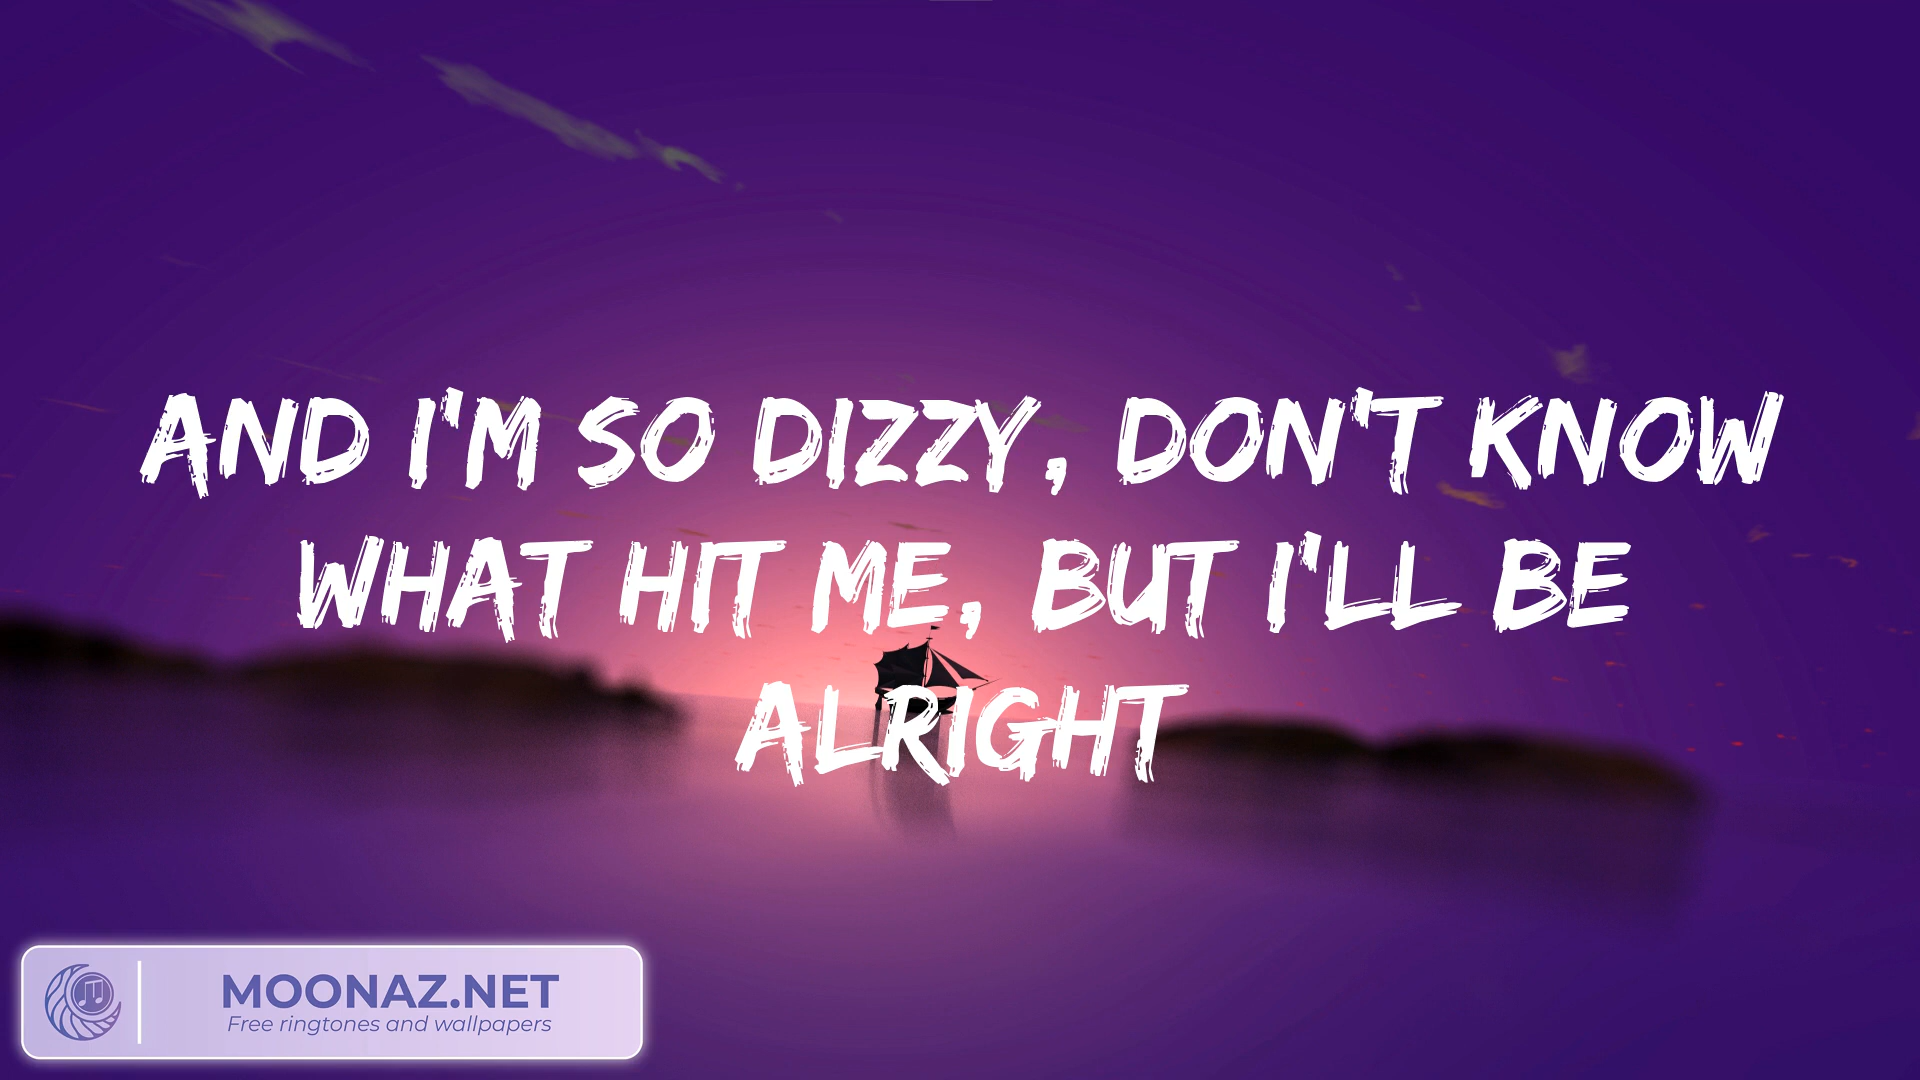 AND I'M SO DIZZY, DON'T KNOW
WHAT HIT ME, BUT I'LL BE
ALRIGHT
MOONAZ.NET
Free ringtones and wallpapers